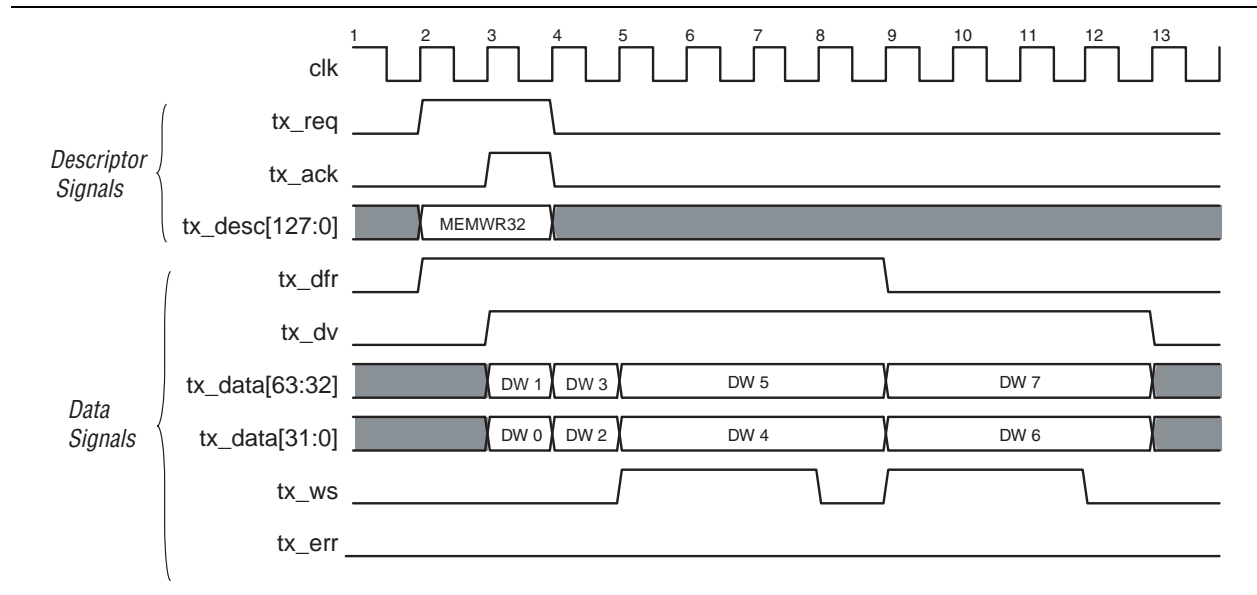 1 2 3 4 5 6 7 8 9 10 11 12 13
clk
tx_req
Descriptor
Signals
tx_ack
tx_desc[127:0] MEMWR32
tx_dfr
tx_dv
tx_data[63:32] DW 1 DW 3 DW 5 DW 7
Data
Signals
tx_data[31:0] DW 0 DW 2 DW 4 DW 6
tx_ws
tx_err